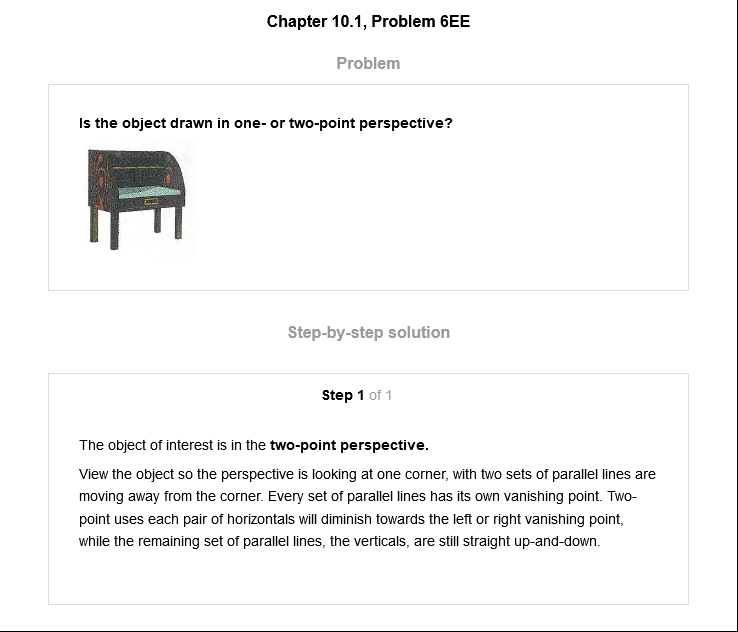 Chapter 10.1, Problem 6EE
Problem
Is the object drawn in one- or two-point perspective?
Step-by-step solution
Step 1 of 1
The object of interest is in the two-point perspective.
View the object so the perspective is looking at one corner, with two sets of parallel lines are
moving away from the corner. Every set of parallel lines has its own vanishing point. Two-
point uses each pair of horizontals will diminish towards the left or right vanishing point,
while the remaining set of parallel lines, the verticals, are still straight up-and-down.